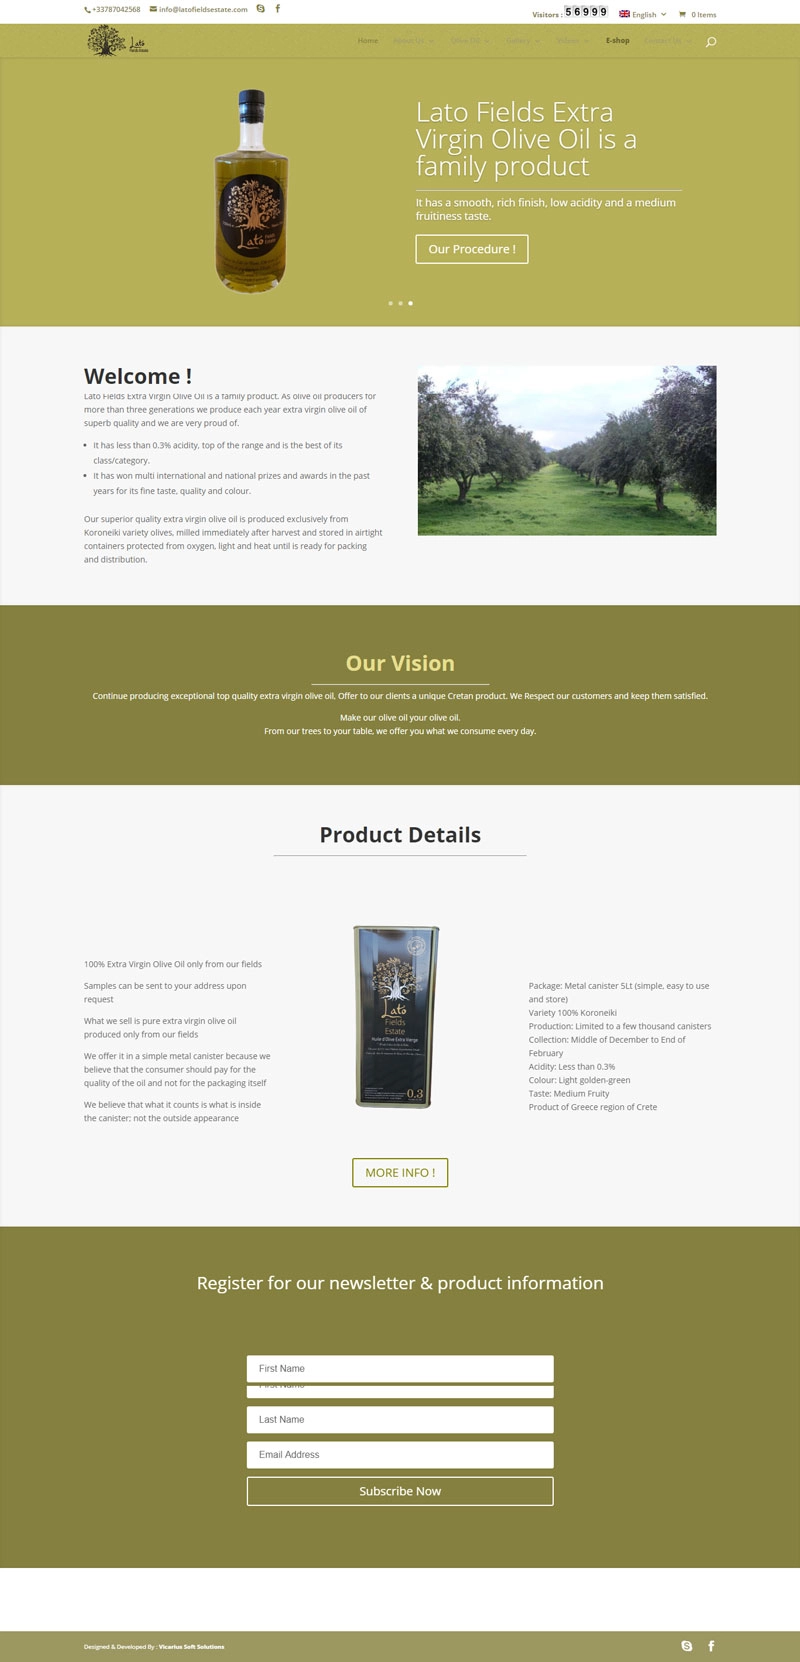 +33787042568 info@latofieldsestate.com
Visitors : 56999 English 0 Items
Lato
Home About Us Olive Oil Gallery Videos E-shop Contact Us
Lato Fields Extra
Virgin Olive Oil is a
family product
It has a smooth, rich finish, low acidity and a medium
fruitiness taste.
Our Procedure !
Lato Fields Estate
Welcome !
Lato Fields Extra Virgin Olive Oil is a family product. As olive oil producers for
more than three generations we produce each year extra virgin olive oil of
superb quality and we are very proud of.
It has less than 0.3% acidity, top of the range and is the best of its
class/category.
It has won multi international and national prizes and awards in the past
years for its fine taste, quality and colour.
Our superior quality extra virgin olive oil is produced exclusively from
Koroneiki variety olives, milled immediately after harvest and stored in airtight
containers protected from oxygen, light and heat until is ready for packing
and distribution.
Our Vision
Continue producing exceptional top quality extra virgin olive oil, Offer to our clients a unique Cretan product. We Respect our customers and keep them satisfied.
Make our olive oil your olive oil.
From our trees to your table, we offer you what we consume every day.
Product Details
100% Extra Virgin Olive Oil only from our fields
Samples can be sent to your address upon
request
What we sell is pure extra virgin olive oil
produced only from our fields
We offer it in a simple metal canister because we
believe that the consumer should pay for the
quality of the oil and not for the packaging itself
We believe that what it counts is what is inside
the canister; not the outside appearance
Lato
Fields
Estate
Huile d'Olive Extra Vierge
0.3
Package: Metal canister 5Lt (simple, easy to use
and store)
Variety 100% Koroneiki
Production: Limited to a few thousand canisters
Collection: Middle of December to End of
February
Acidity: Less than 0.3%
Colour: Light golden-green
Taste: Medium Fruity
Product of Greece region of Crete
MORE INFO !
Register for our newsletter & product information
First Name
First Name
Last Name
Email Address
Subscribe Now
Designed & Developed By : Vicarius Soft Solutions